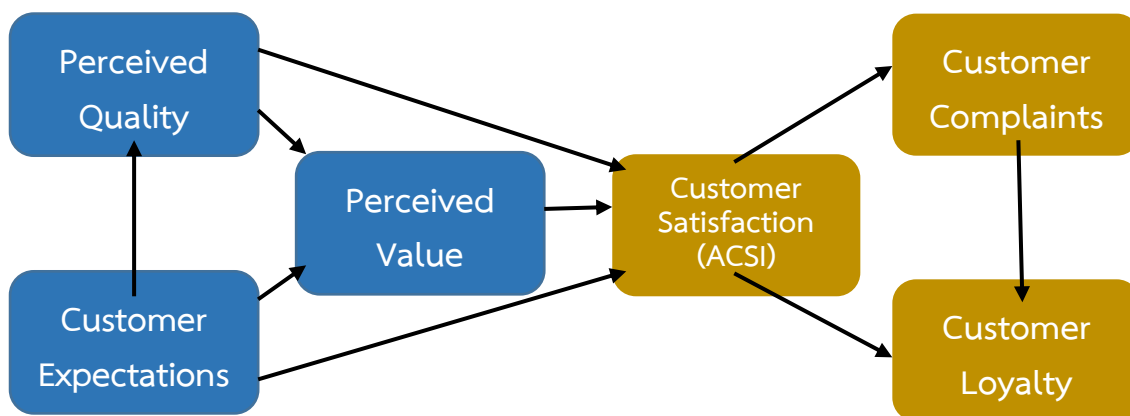 Perceived
Quality
Customer
Complaints
Perceived
Value
Customer
Satisfaction
(ACSI)
Customer
Expectations
Customer
Loyalty